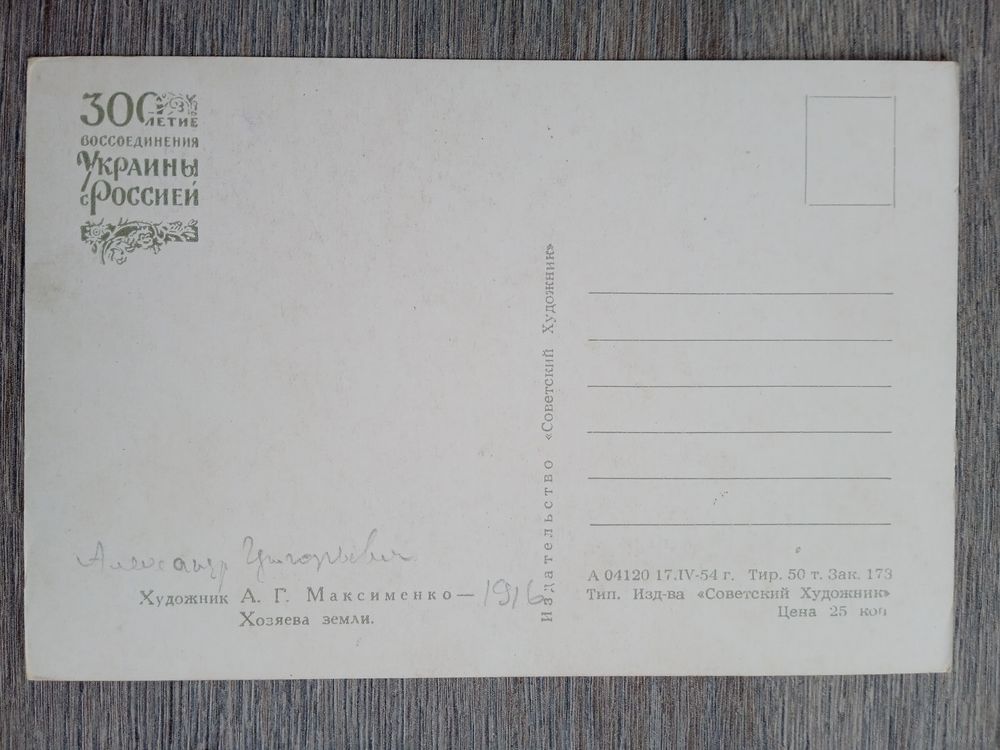 300
ЛЕТИЕ
ВОССОЕДИНЕНИЯ
УКРАИНЫ
с РОССИЕЙ
Издательство «Советский Художник»
Александр Григорьевич
Художник А. Г. Максименко — 1916
Хозяева земли.
А 04120 17.IV-54 г. Тир. 50 т. Зак. 173
Тип. Изд-ва «Советский Художник»
Цена 25 коп